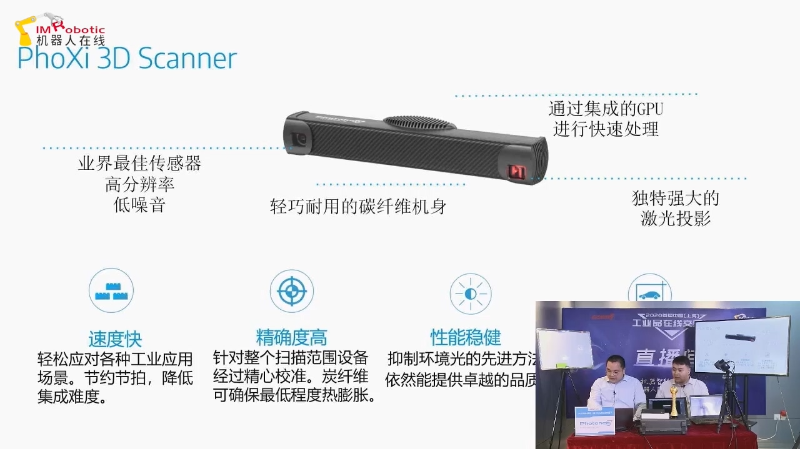 IMRobotic
机器人在线
PhoXi 3D Scanner
通过集成的GPU
进行快速处理
业界最佳传感器
高分辨率
低噪音
轻巧耐用的碳纤维机身
独特强大的
激光投影
速度快
轻松应对各种工业应用
场景。节约节拍，降低
集成难度。
精确度高
针对整个扫描范围设备
经过精心校准。炭纤维
可确保最低程度热膨胀。
性能稳健
抑制环境光的先进方法
依然能提供卓越的品质
工业品在线交
直播